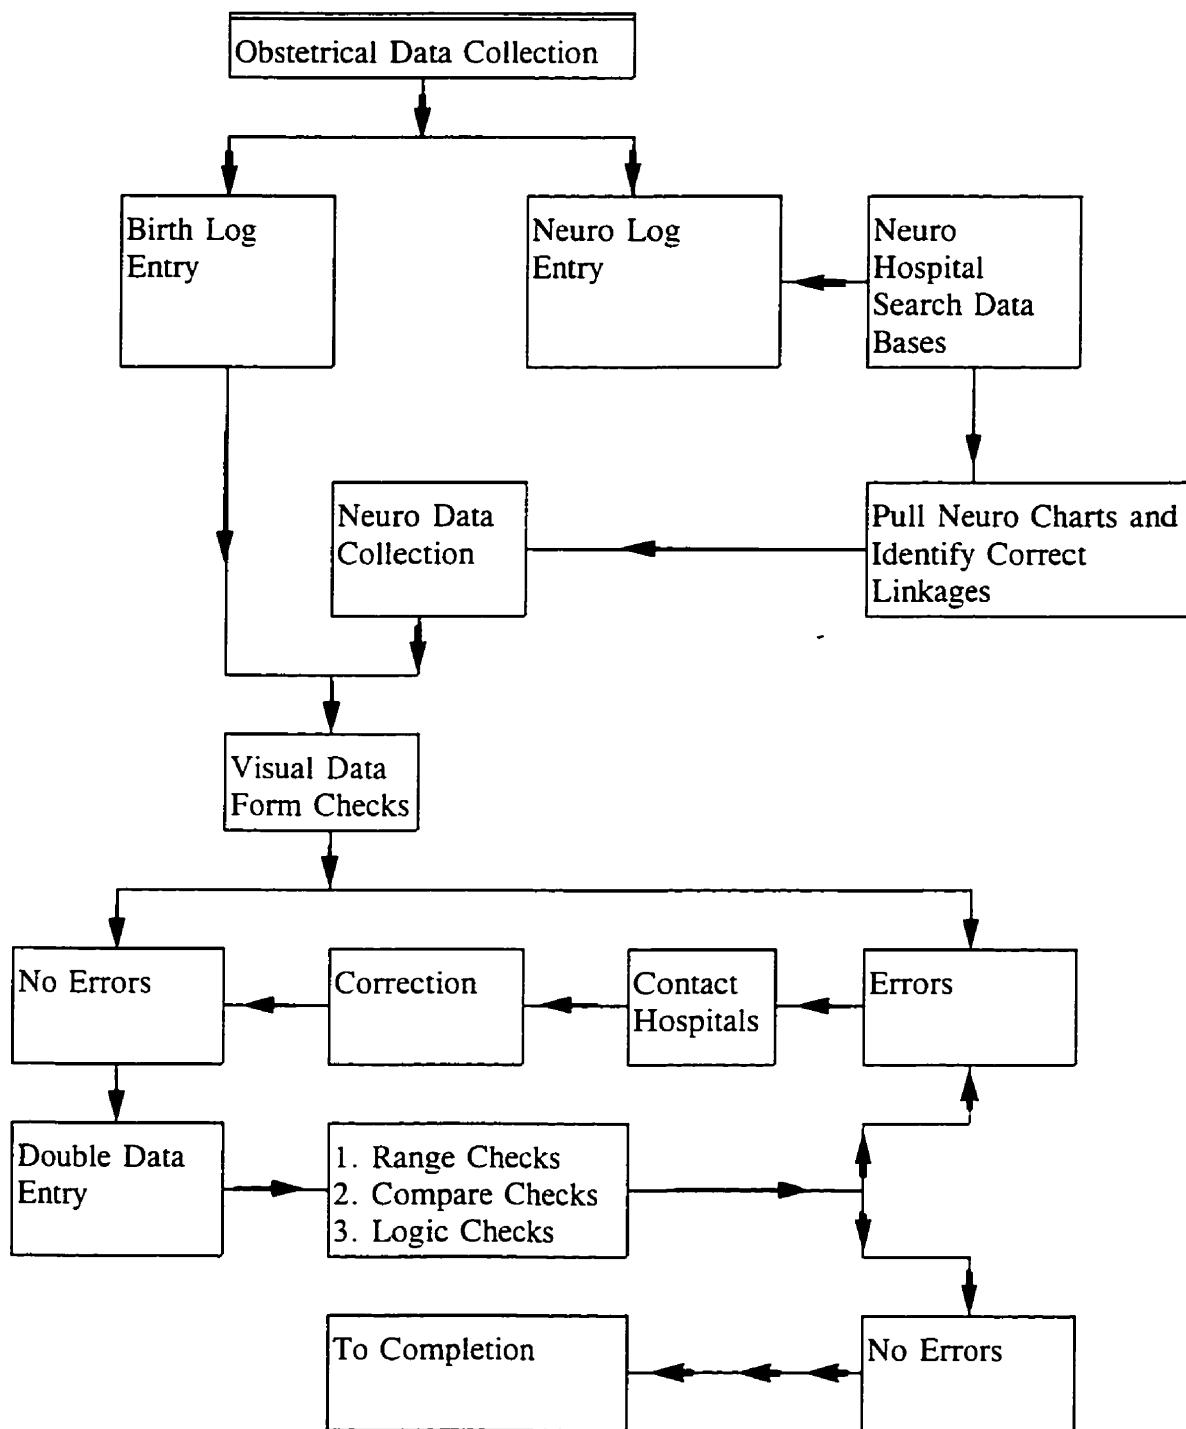 Obstetrical Data Collection
Birth Log
Entry
Neuro Log
Entry
Neuro
Hospital
Search Data
Bases
Neuro Data
Collection
Pull Neuro Charts and
Identify Correct
Linkages
Visual Data
Form Checks
No Errors
Correction
Contact
Hospitals
Errors
Double Data
Entry
1. Range Checks
2. Compare Checks
3. Logic Checks
To Completion
No Errors